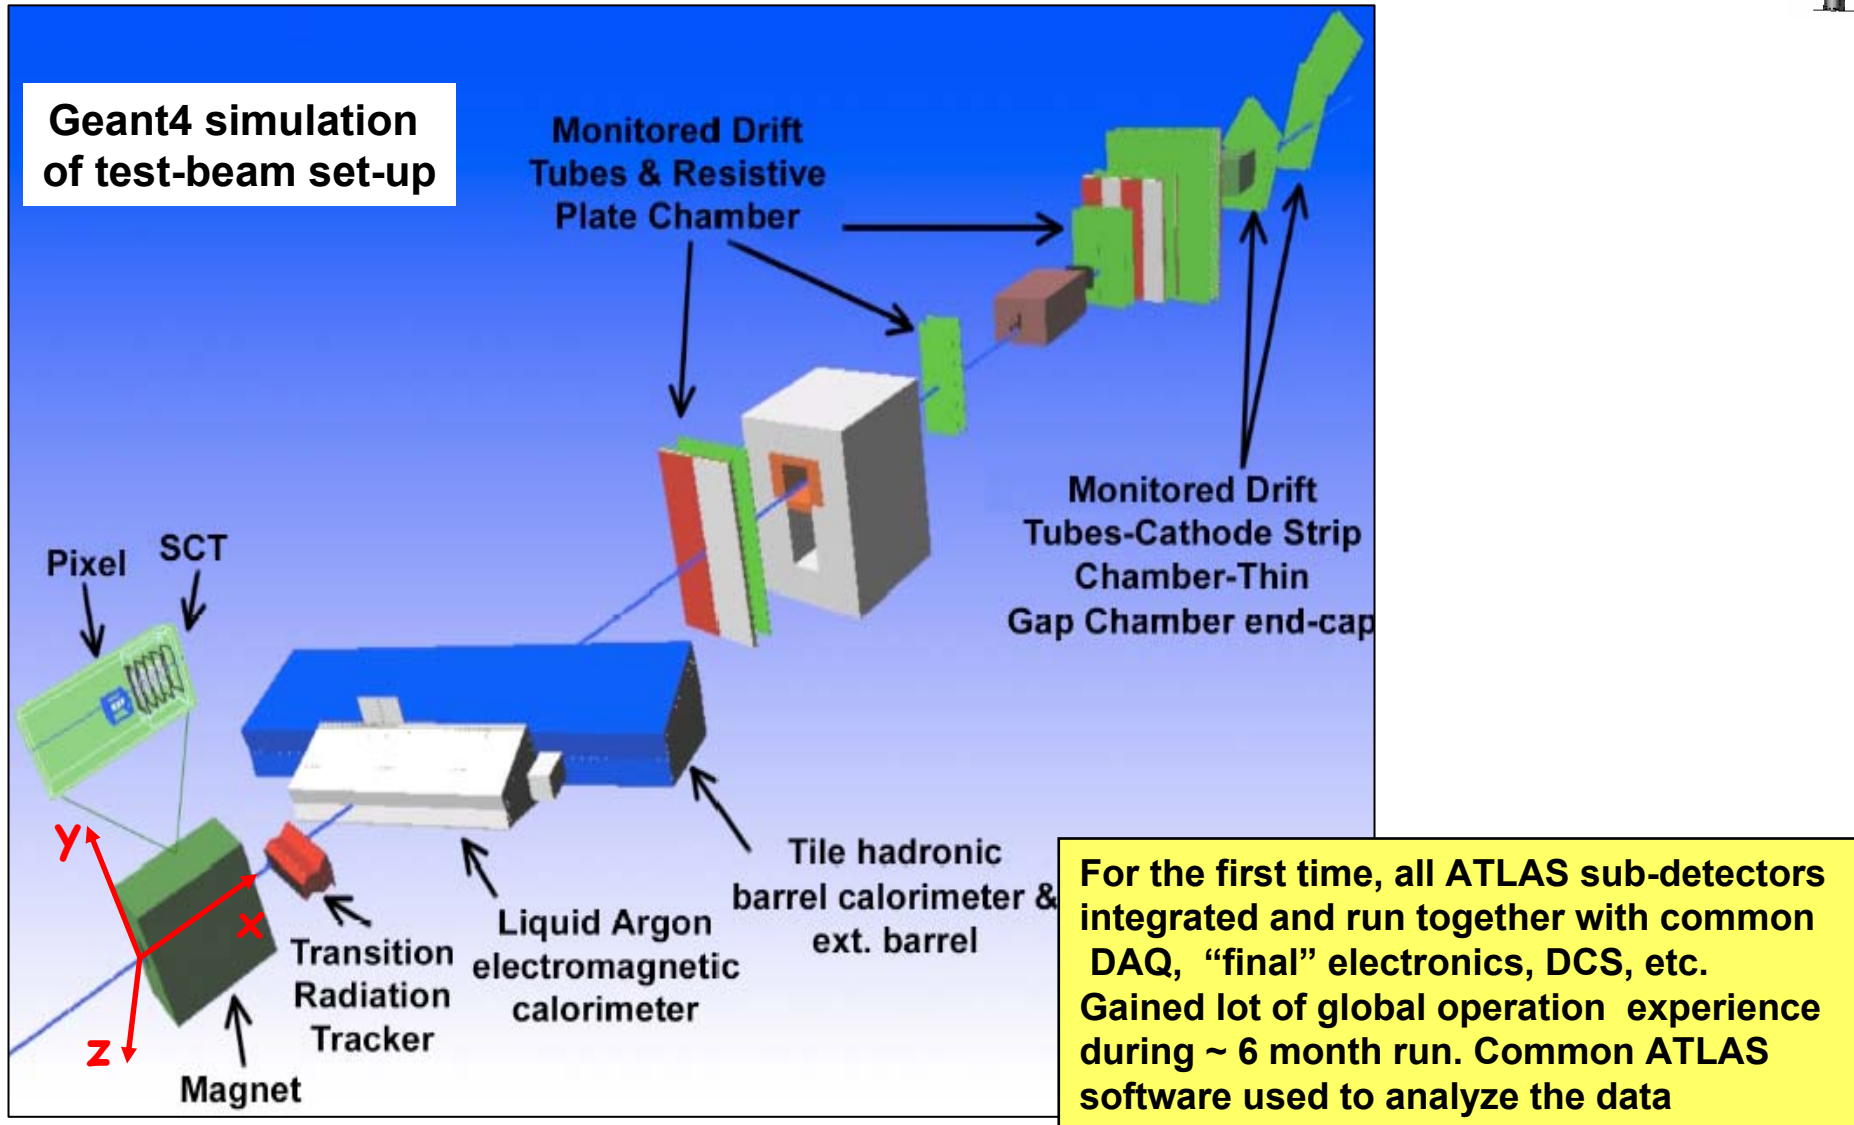 Geant4 simulation
of test-beam set-up
Monitored Drift
Tubes & Resistive
Plate Chamber
Monitored Drift
Tubes-Cathode Strip
Chamber-Thin
Gap Chamber end-cap
Pixel
SCT
Y
X
Z
Magnet
Transition
Radiation
Tracker
Liquid Argon
electromagnetic
calorimeter
Tile hadronic
barrel calorimeter &
ext. barrel
For the first time, all ATLAS sub-detectors
integrated and run together with common
DAQ, “final” electronics, DCS, etc.
Gained lot of global operation experience
during ~ 6 month run. Common ATLAS
software used to analyze the data